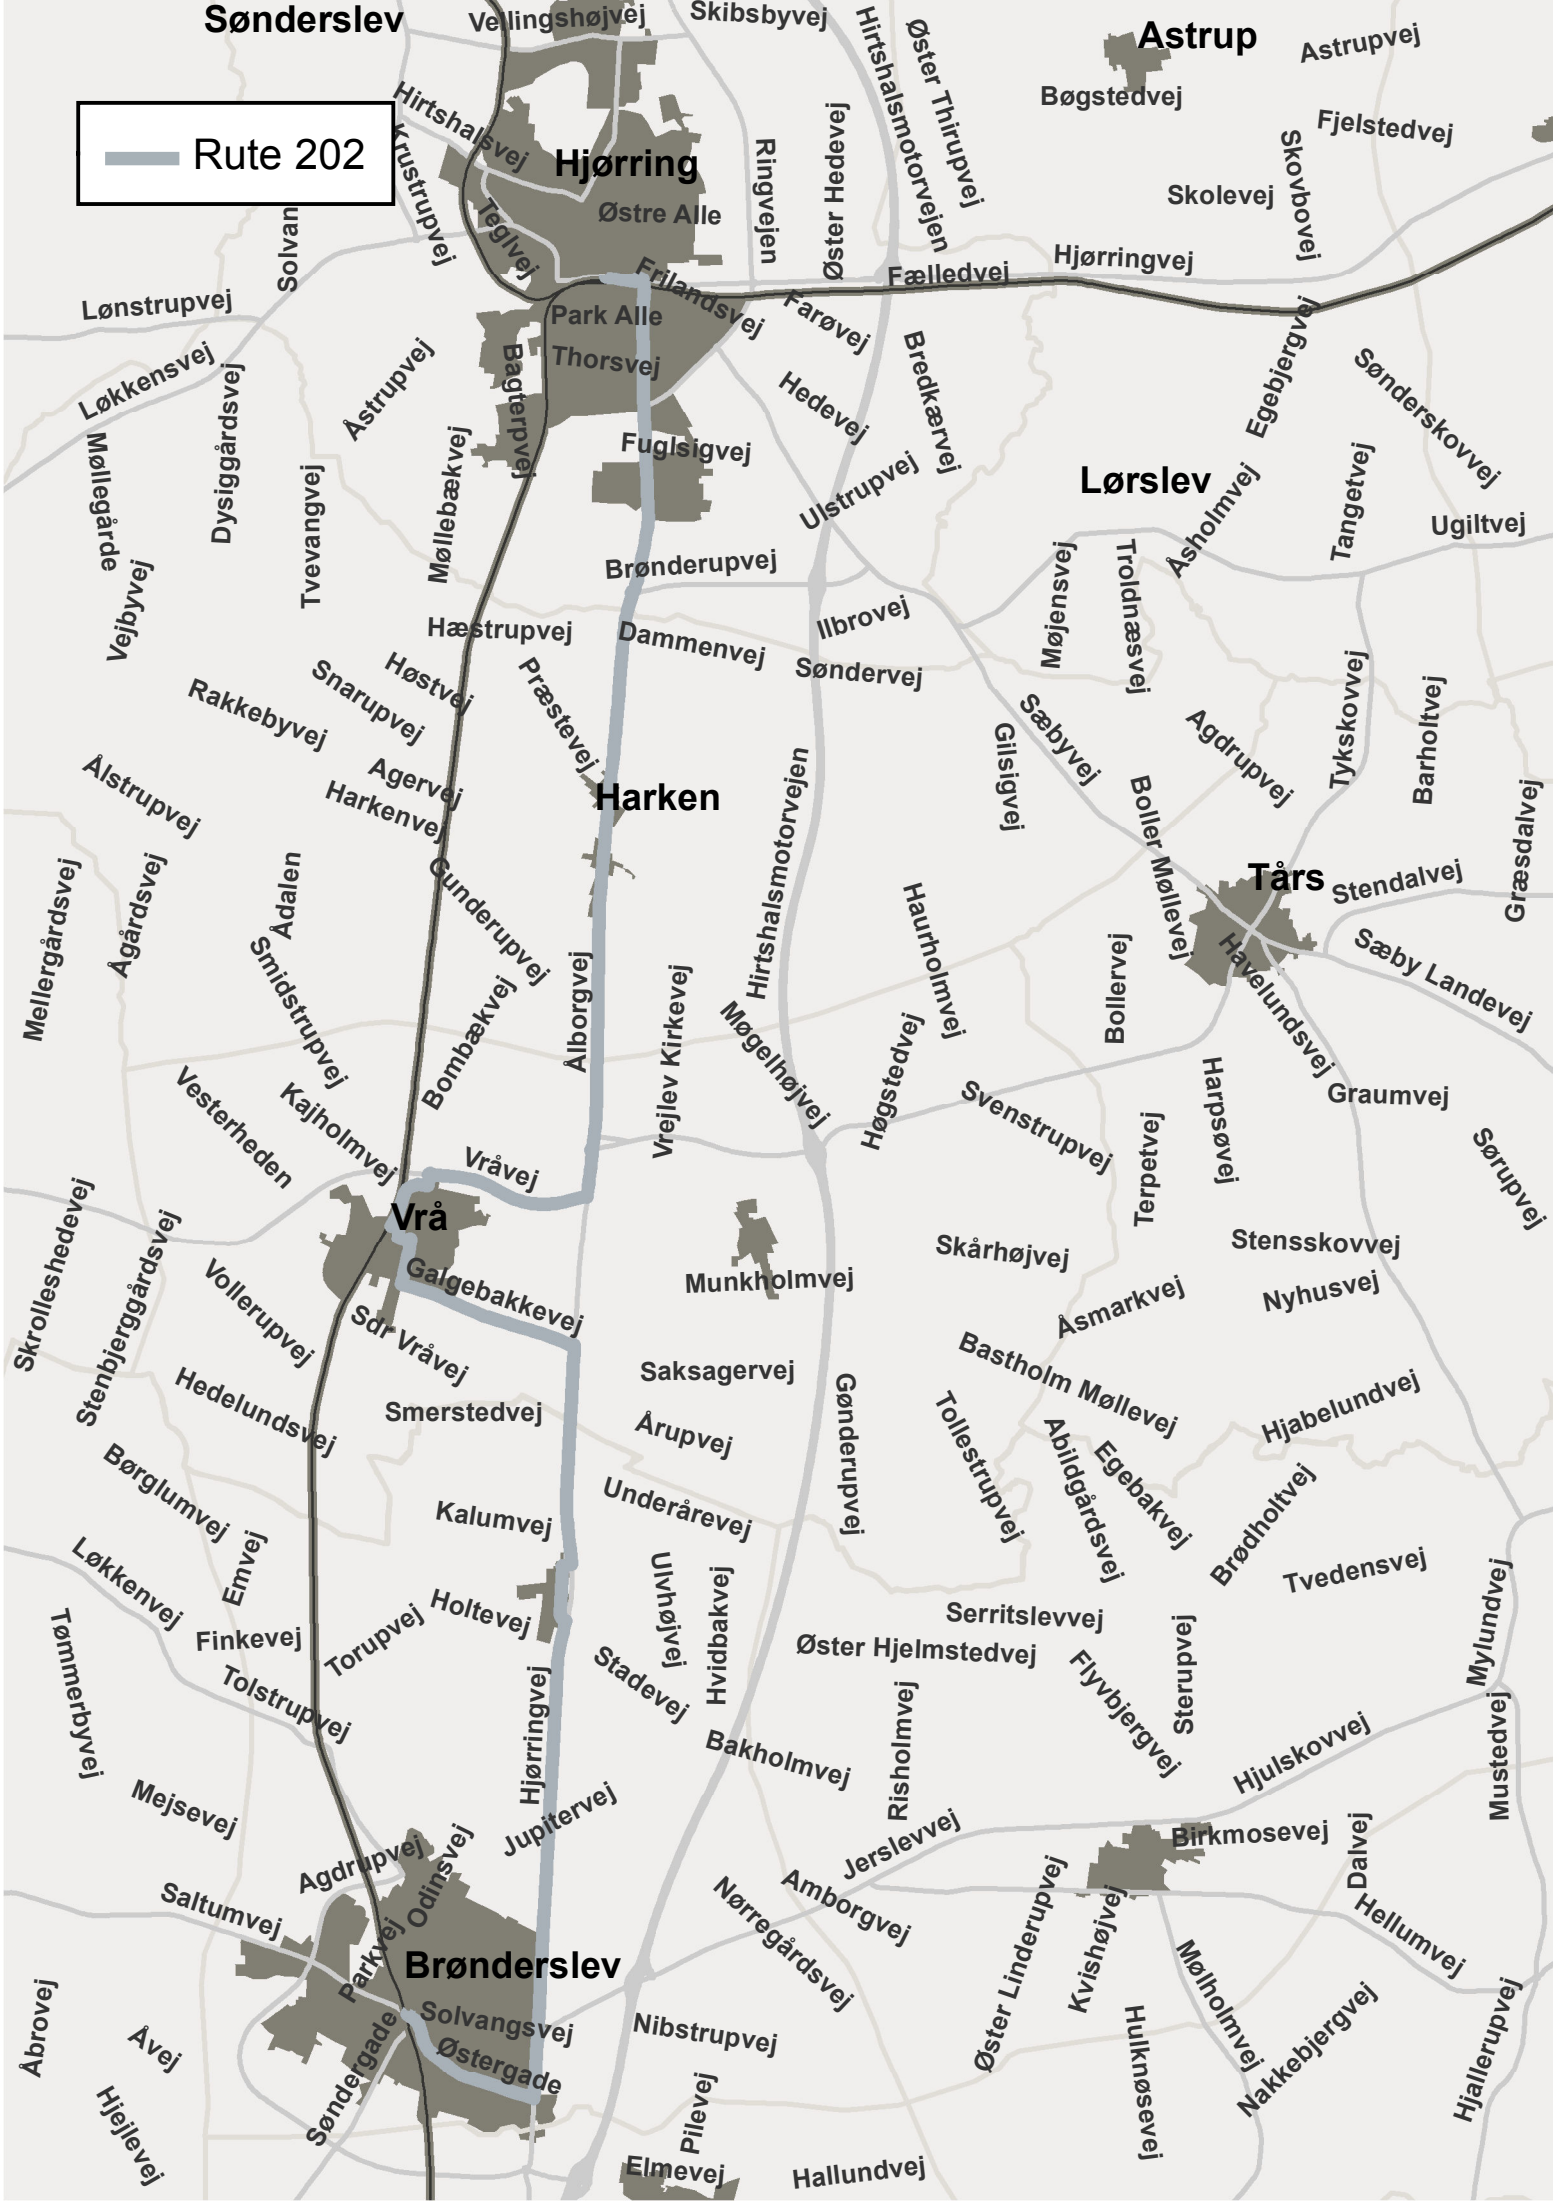 Sønderslev
Vellingshøjvej
Skibsbyvej
Hirtshalsmotorvejen
Øster Thirupvej
Astrup
Astrupvej
Bøgstedvej
Fjelstedvej
Rute 202
Hirtshalsvej
Krustrupvej
Hjørring
Østre Alle
Ringvejen
Øster Hedevej
Skolevej
Skovbovej
Solvan
Teglvej
Frilandsvej
Fælledvej
Hjørringvej
Lønstrupvej
Park Alle
Farøvej
Thorsvej
Løkkensvej
Dysiggårdsvej
Åstrupvej
Bagterpvej
Hedevej
Bredkærvej
Egebjergvej
Sønderskovvej
Møllegårde
Tvevangvej
Møllebækvej
Fuglsigvej
Ulstrupvej
Lørslev
Åsholmvej
Tangetvej
Ugiltvej
Vejbyvej
Brønderupvej
Møjensvej
Troldnæsvej
Hæstrupvej
Dammenvej
Ilbrovej
Søndervej
Rakkebyvej
Snarupvej
Høstvej
Præstevej
Gilsigvej
Sæbyvej
Agdrupvej
Tykskovvej
Barholtvej
Ålstrupvej
Agervej
Harkenvej
Harken
Hirtshalsmotorvejen
Boller Møllevej
Græsdalvej
Mellergårdsvej
Ågårdsvej
Ådalen
Gunderupvej
Haurholmvej
Tårs
Stendalvej
Smidstrupvej
Bombækvej
Ålborgvej
Vrejlev Kirkevej
Møgelhøjvej
Bollervej
Havelundsvej
Sæby Landevej
Vesterheden
Kajholmvej
Høgstedvej
Svenstrupvej
Harpsøvej
Graumvej
Vråvej
Terpetvej
Sørupvej
Skrolleshedevej
Stenbjerggårdsvej
Vrå
Skårhøjvej
Stensskovvej
Vollerupvej
Galgebakkevej
Munkholmvej
Åsmarkvej
Nyhusvej
Sdr Vråvej
Saksagervej
Bastholm Møllevej
Hedelundsvej
Smerstedvej
Årupvej
Gønderupvej
Tollestrupvej
Abildgårdsvej
Egebakvej
Hjabelundvej
Børglumvej
Kalumvej
Underårevej
Brødholtvej
Løkkenvej
Emvej
Ulvhøjvej
Hvidbakvej
Tvedensvej
Mylundvej
Tømmerbyvej
Finkevej
Torupvej
Holtevej
Serritslevvej
Øster Hjelmstedvej
Tolstrupvej
Hjørringvej
Stadevej
Risholmvej
Flyvbjergvej
Sterupvej
Mustedvej
Bakholmvej
Hjulskovvej
Mejsevej
Jupitervej
Agdrupvej
Odinsvej
Jerslevvej
Birkmosevej
Dalvej
Saltumvej
Parkvej
Nørregårdsvej
Amborgvej
Øster Linderupvej
Kvishøjvej
Hellumvej
Brønderslev
Mølholmvej
Nakkebjergvej
Hjallerupvej
Åbrovej
Åvej
Solvangsvej
Nibstrupvej
Hulknøsevej
Søndergade
Østergade
Hjejlevej
Pilevej
Elmevej
Hallundvej